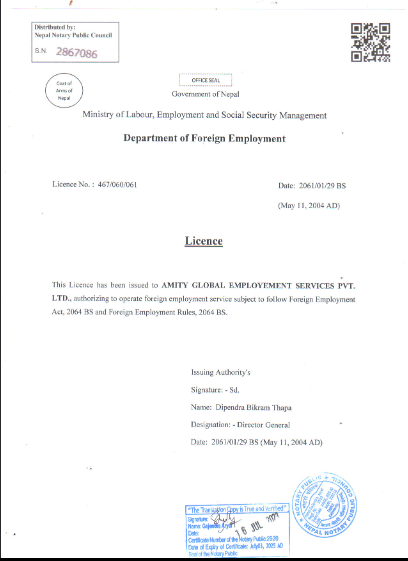 Distributed by:
Nepal Notary Public Council
S.N. 2867086
Coat of
Arms of
Nepal
OFFICE SEAL
Government of Nepal
Ministry of Labour, Employment and Social Security Management
Department of Foreign Employment
Licence No. : 467/060/061
Date: 2061/01/29 BS
(May 11, 2004 AD)
Licence
This Licence has been issued to AMITY GLOBAL EMPLOYEMENT SERVICES PVT.
LTD., authorizing to operate foreign employment service subject to follow Foreign Employment
Act, 2064 BS and Foreign Employment Rules, 2064 BS.
Issuing Authority's
Signature: - Sd.
Name: Dipendra Bikram Thapa
Designation: - Director General
Date: 2061/01/29 BS (May 11, 2004 AD)
"The Translation Copy is True and Verified"
Signature:
Name:
Date: 16 JUL
Certificate Number of the Notary Public:
Date of Expiry of Certificate: 2025 AD
Seal of the Notary Public
NOTARY PUBLIC
NEPAL NOTARY PUBLIC